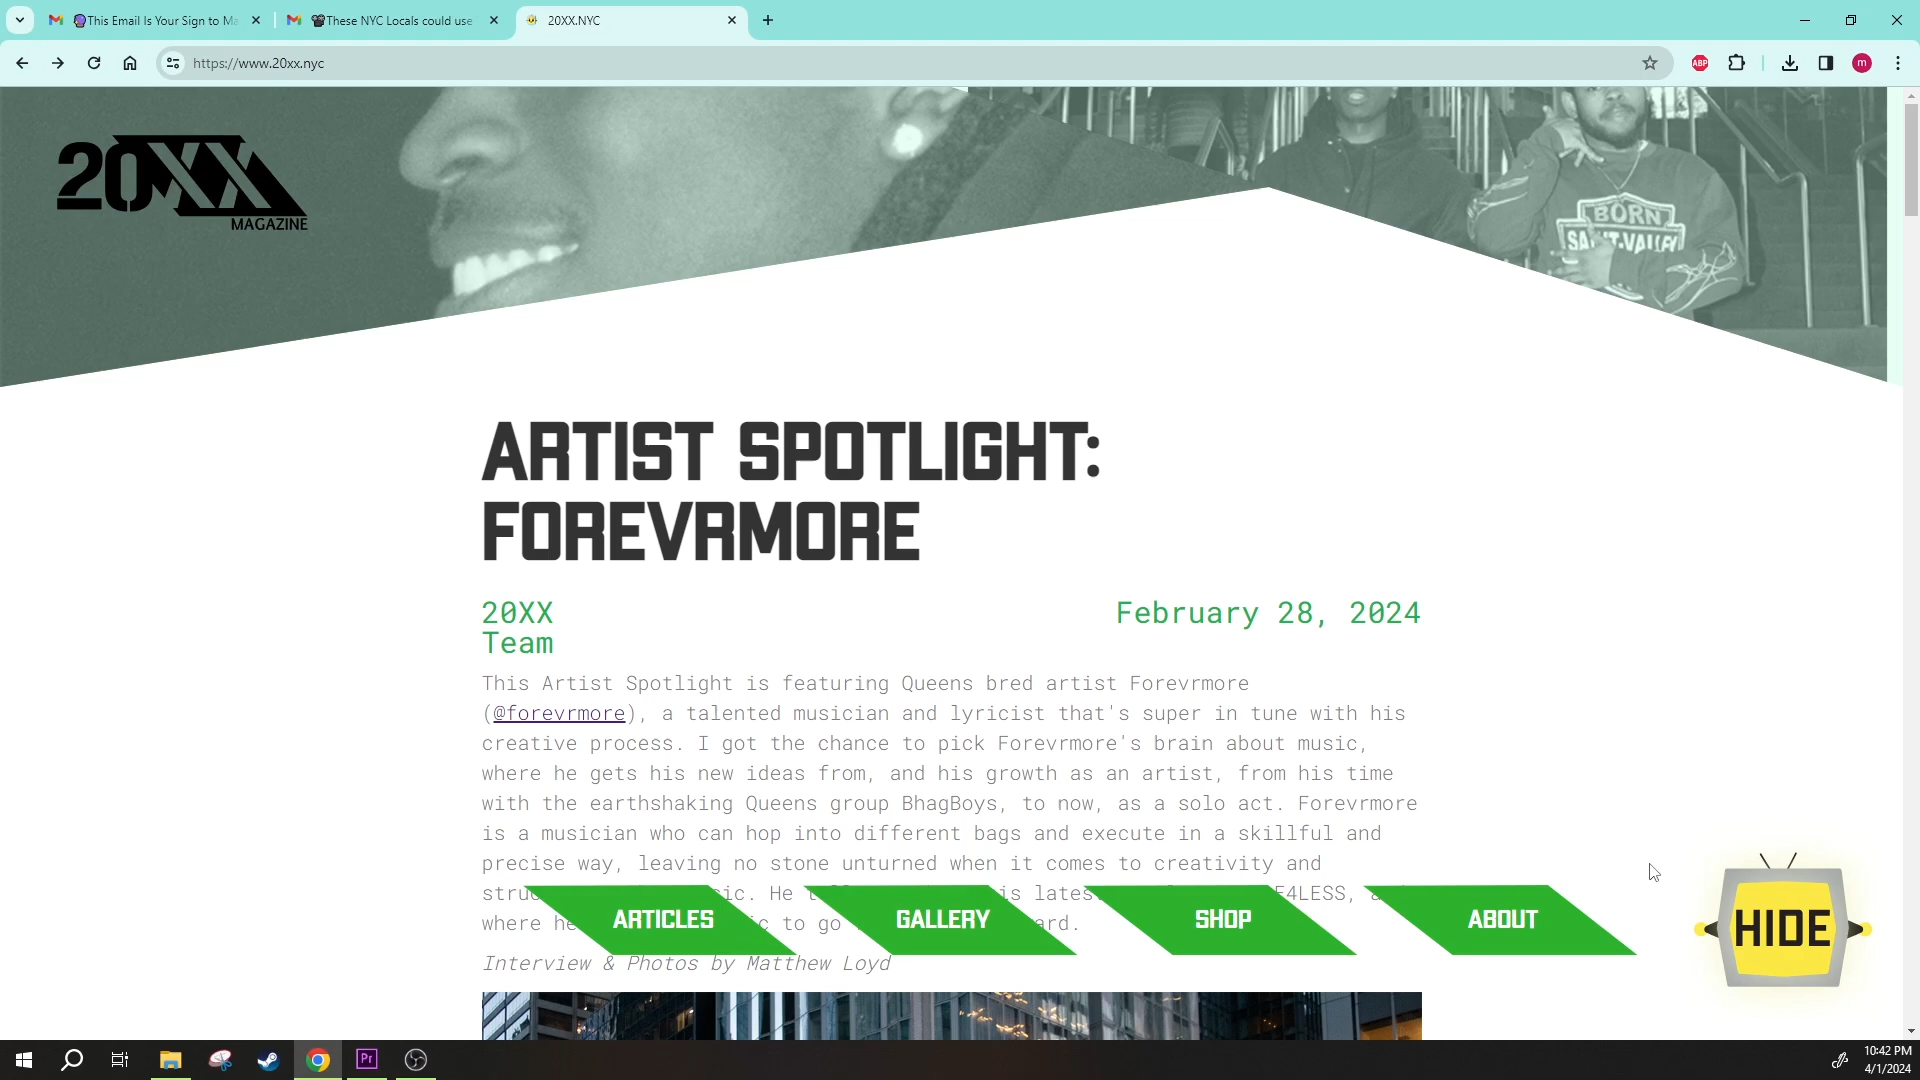 This Email Is Your Sign to Ma
These NYC Locals could use
20XX.NYC
https://www.20xx.nyc
ABP
m
20XX
MAGAZINE
BORN
SAINT-VALLEY
ARTIST SPOTLIGHT:
FOREVRMORE
20XX
Team
February 28, 2024
This Artist Spotlight is featuring Queens bred artist Forevrmore
(@forevrmore), a talented musician and lyricist that's super in tune with his
creative process. I got the chance to pick Forevrmore's brain about music,
where he gets his new ideas from, and his growth as an artist, from his time
with the earthshaking Queens group BhagBoys, to now, as a solo act. Forevrmore
is a musician who can hop into different bags and execute in a skillful and
precise way, leaving no stone unturned when it comes to creativity and
He
where he to go
ARTICLES
GALLERY
SHOP
ABOUT
HIDE
Interview & Photos by Matthew Loyd
Pr
10:42 PM
4/1/2024